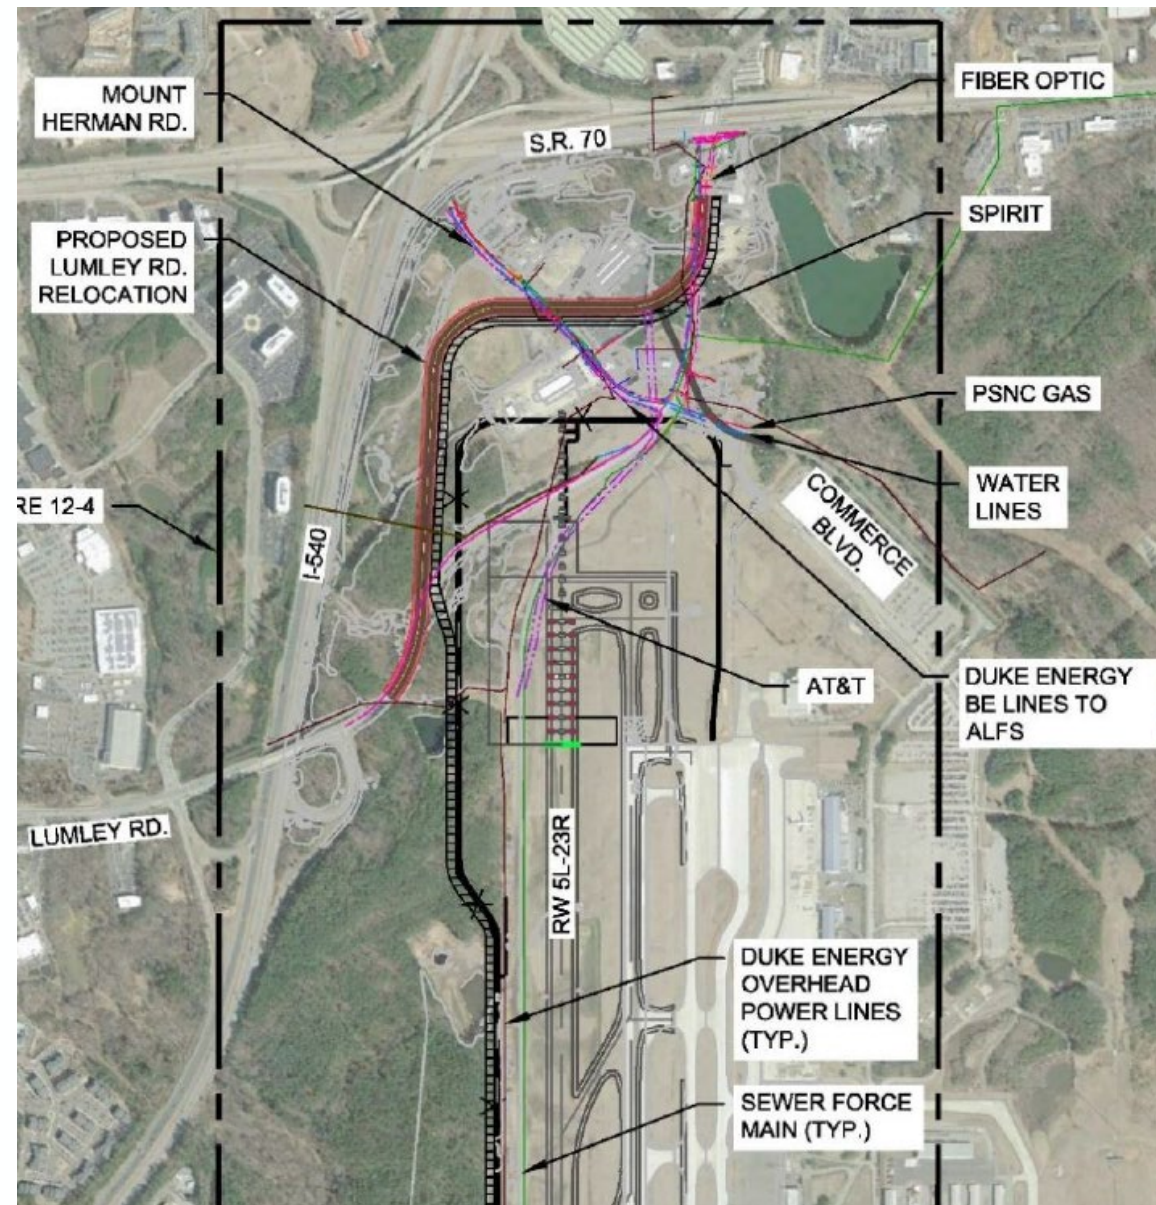 MOUNT
HERMAN RD.
S.R. 70
FIBER OPTIC
PROPOSED
LUMLEY RD.
RELOCATION
SPIRIT
PSNC GAS
WATER
LINES
COMMERCE
BLVD.
RE 12-4
I-540
AT&T
DUKE ENERGY
BE LINES TO
ALFS
LUMLEY RD.
RW 5L-23R
DUKE ENERGY
OVERHEAD
POWER LINES
(TYP.)
SEWER FORCE
MAIN (TYP.)